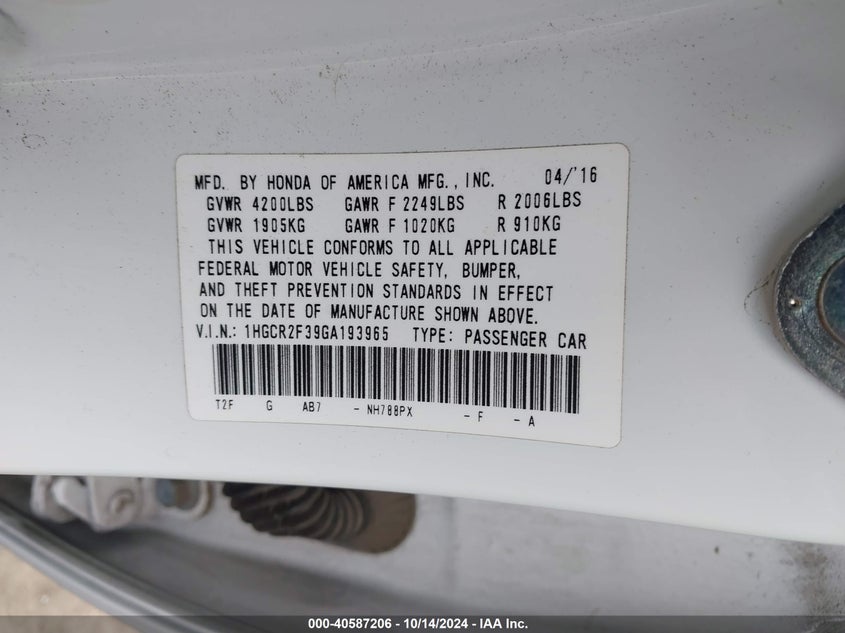 MFD. BY HONDA OF AMERICA MFG., INC. 04/'16
GVWR 4200LBS GAWR F 2249LBS R 2006LBS
GVWR 1905KG GAWR F 1020KG R 910KG
THIS VEHICLE CONFORMS TO ALL APPLICABLE
FEDERAL MOTOR VEHICLE SAFETY, BUMPER,
AND THEFT PREVENTION STANDARDS IN EFFECT
ON THE DATE OF MANUFACTURE SHOWN ABOVE.
V.I.N.: 1HGCR2F39GA193965 TYPE: PASSENGER CAR
T2F G AB7 - NH788PX - F - A
000-40587206 - 10/14/2024 - IAA Inc.